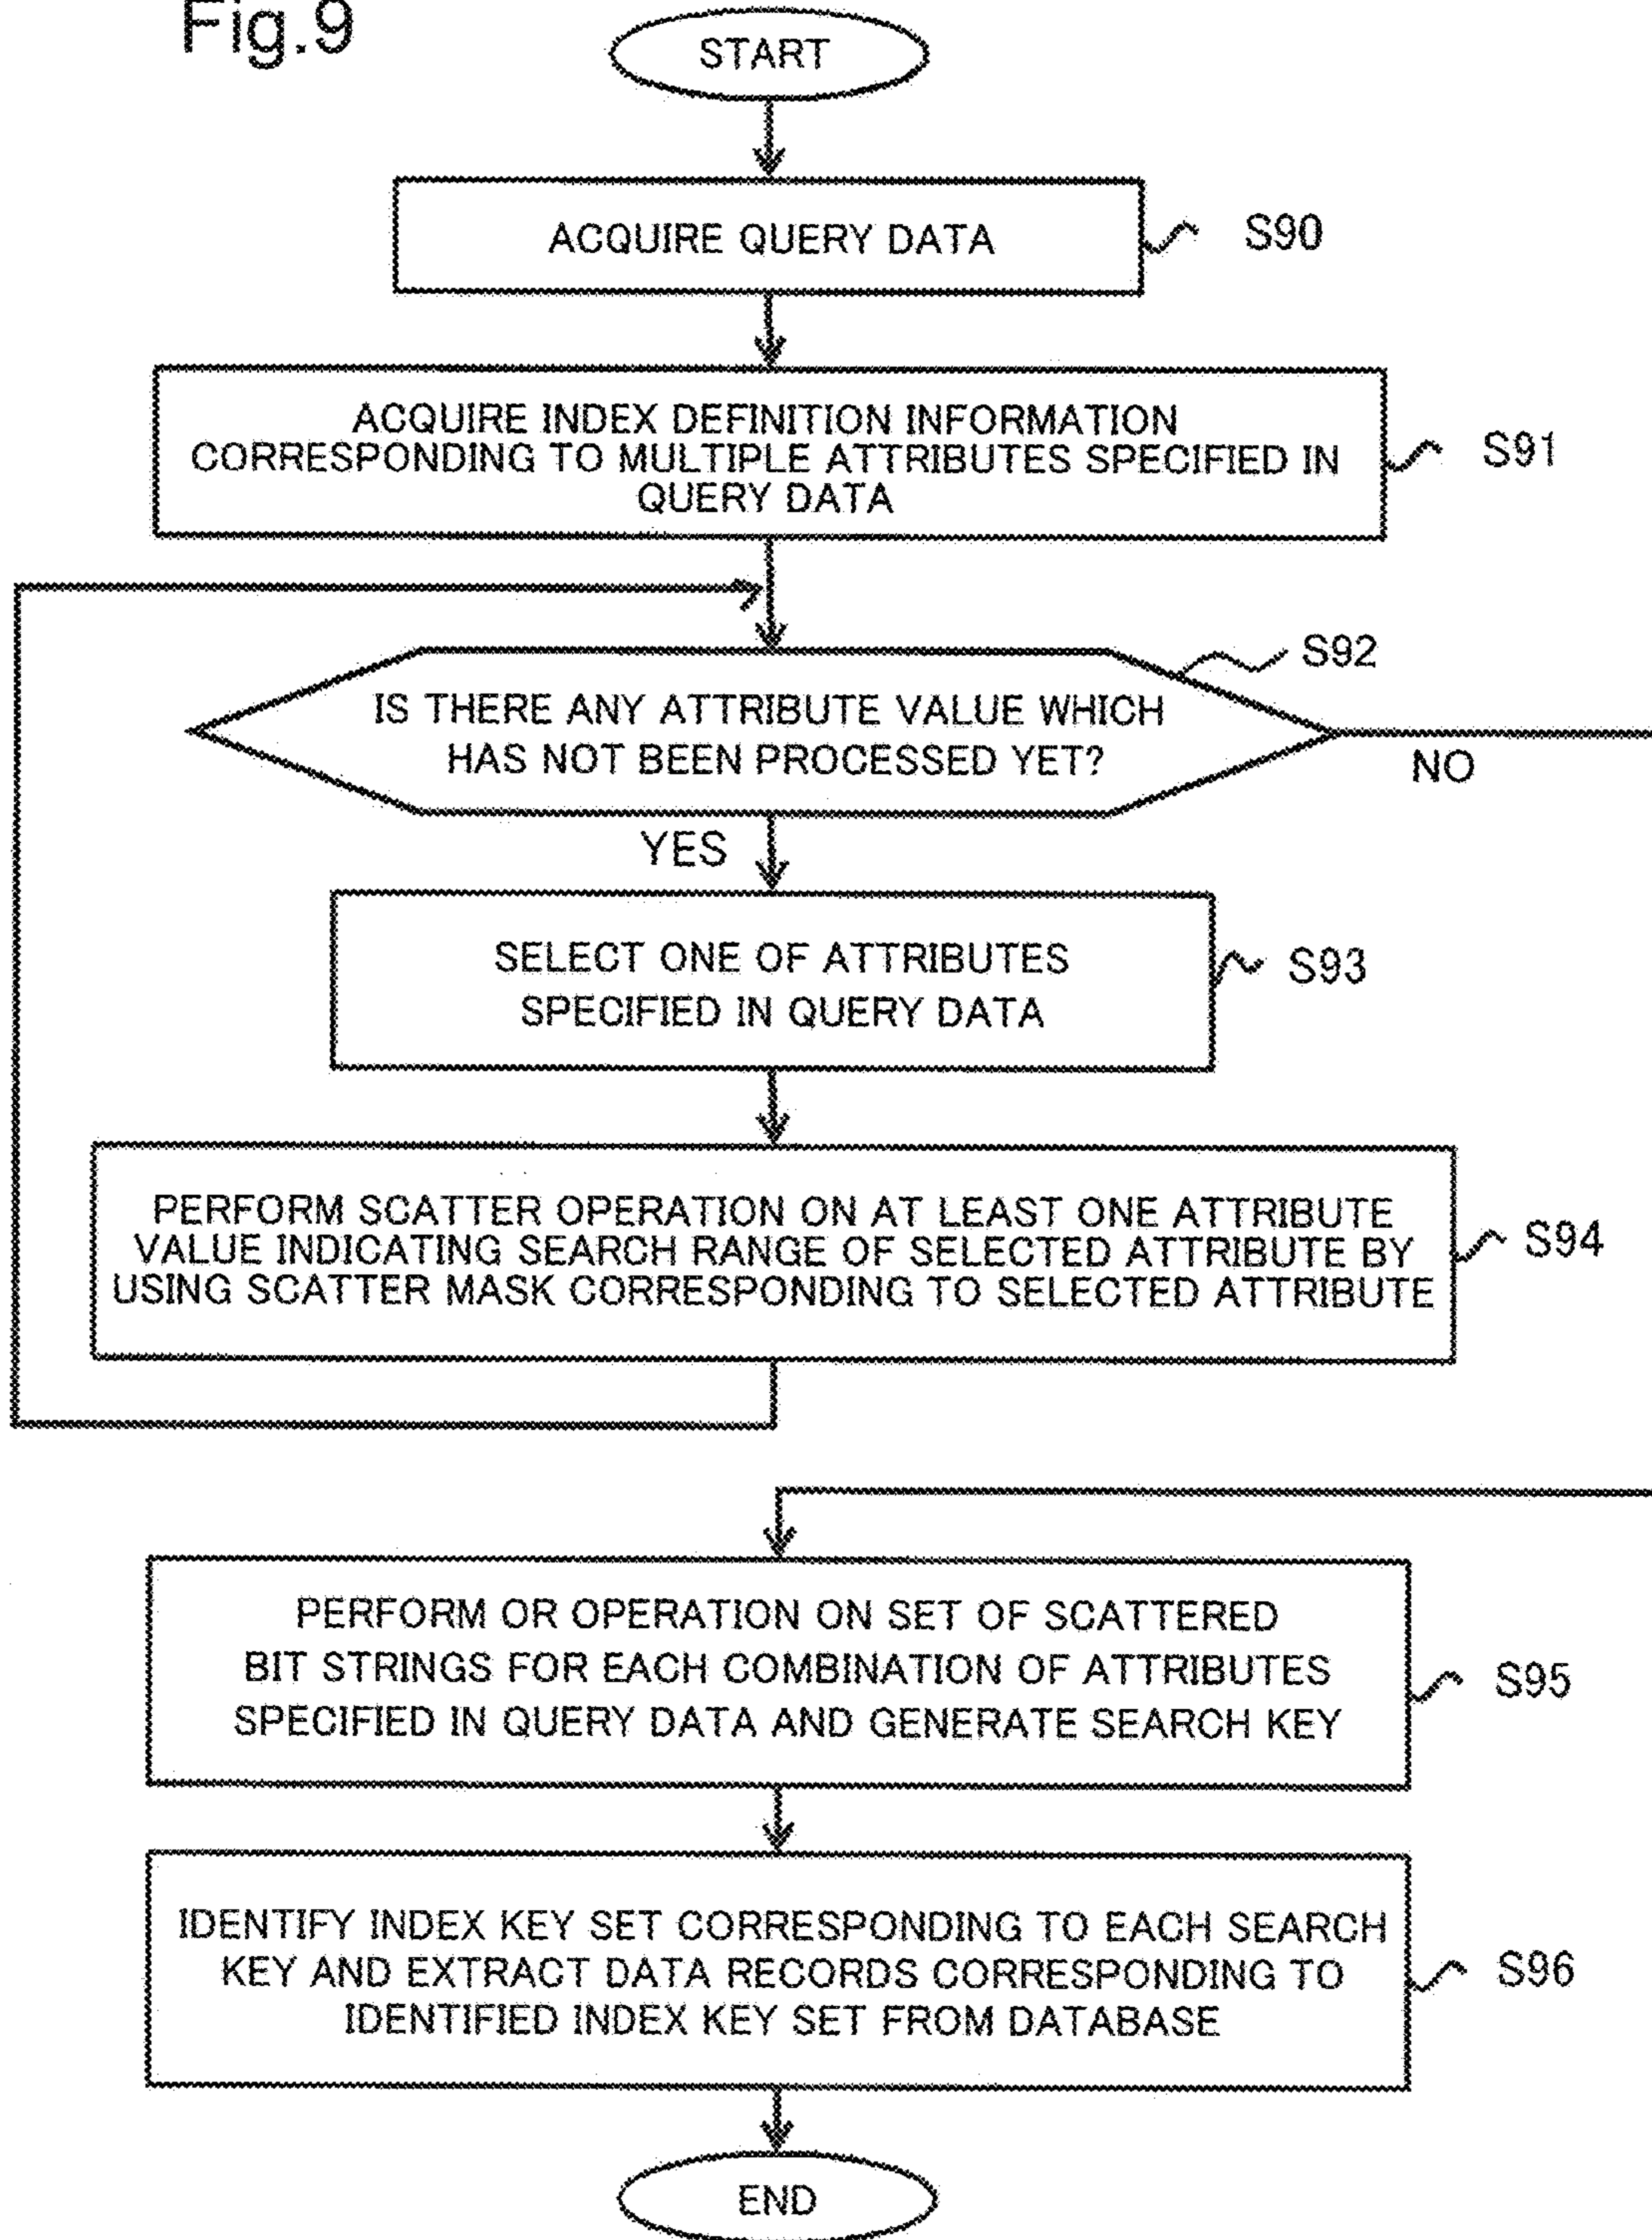 Fig.9
START
ACQUIRE QUERY DATA
S90
ACQUIRE INDEX DEFINITION INFORMATION
CORRESPONDING TO MULTIPLE ATTRIBUTES SPECIFIED IN
QUERY DATA
S91
S92
IS THERE ANY ATTRIBUTE VALUE WHICH
HAS NOT BEEN PROCESSED YET?
NO
YES
SELECT ONE OF ATTRIBUTES
SPECIFIED IN QUERY DATA
S93
PERFORM SCATTER OPERATION ON AT LEAST ONE ATTRIBUTE
VALUE INDICATING SEARCH RANGE OF SELECTED ATTRIBUTE BY
USING SCATTER MASK CORRESPONDING TO SELECTED ATTRIBUTE
S94
PERFORM OR OPERATION ON SET OF SCATTERED
BIT STRINGS FOR EACH COMBINATION OF ATTRIBUTES
SPECIFIED IN QUERY DATA AND GENERATE SEARCH KEY
S95
IDENTIFY INDEX KEY SET CORRESPONDING TO EACH SEARCH
KEY AND EXTRACT DATA RECORDS CORRESPONDING TO
IDENTIFIED INDEX KEY SET FROM DATABASE
S96
END